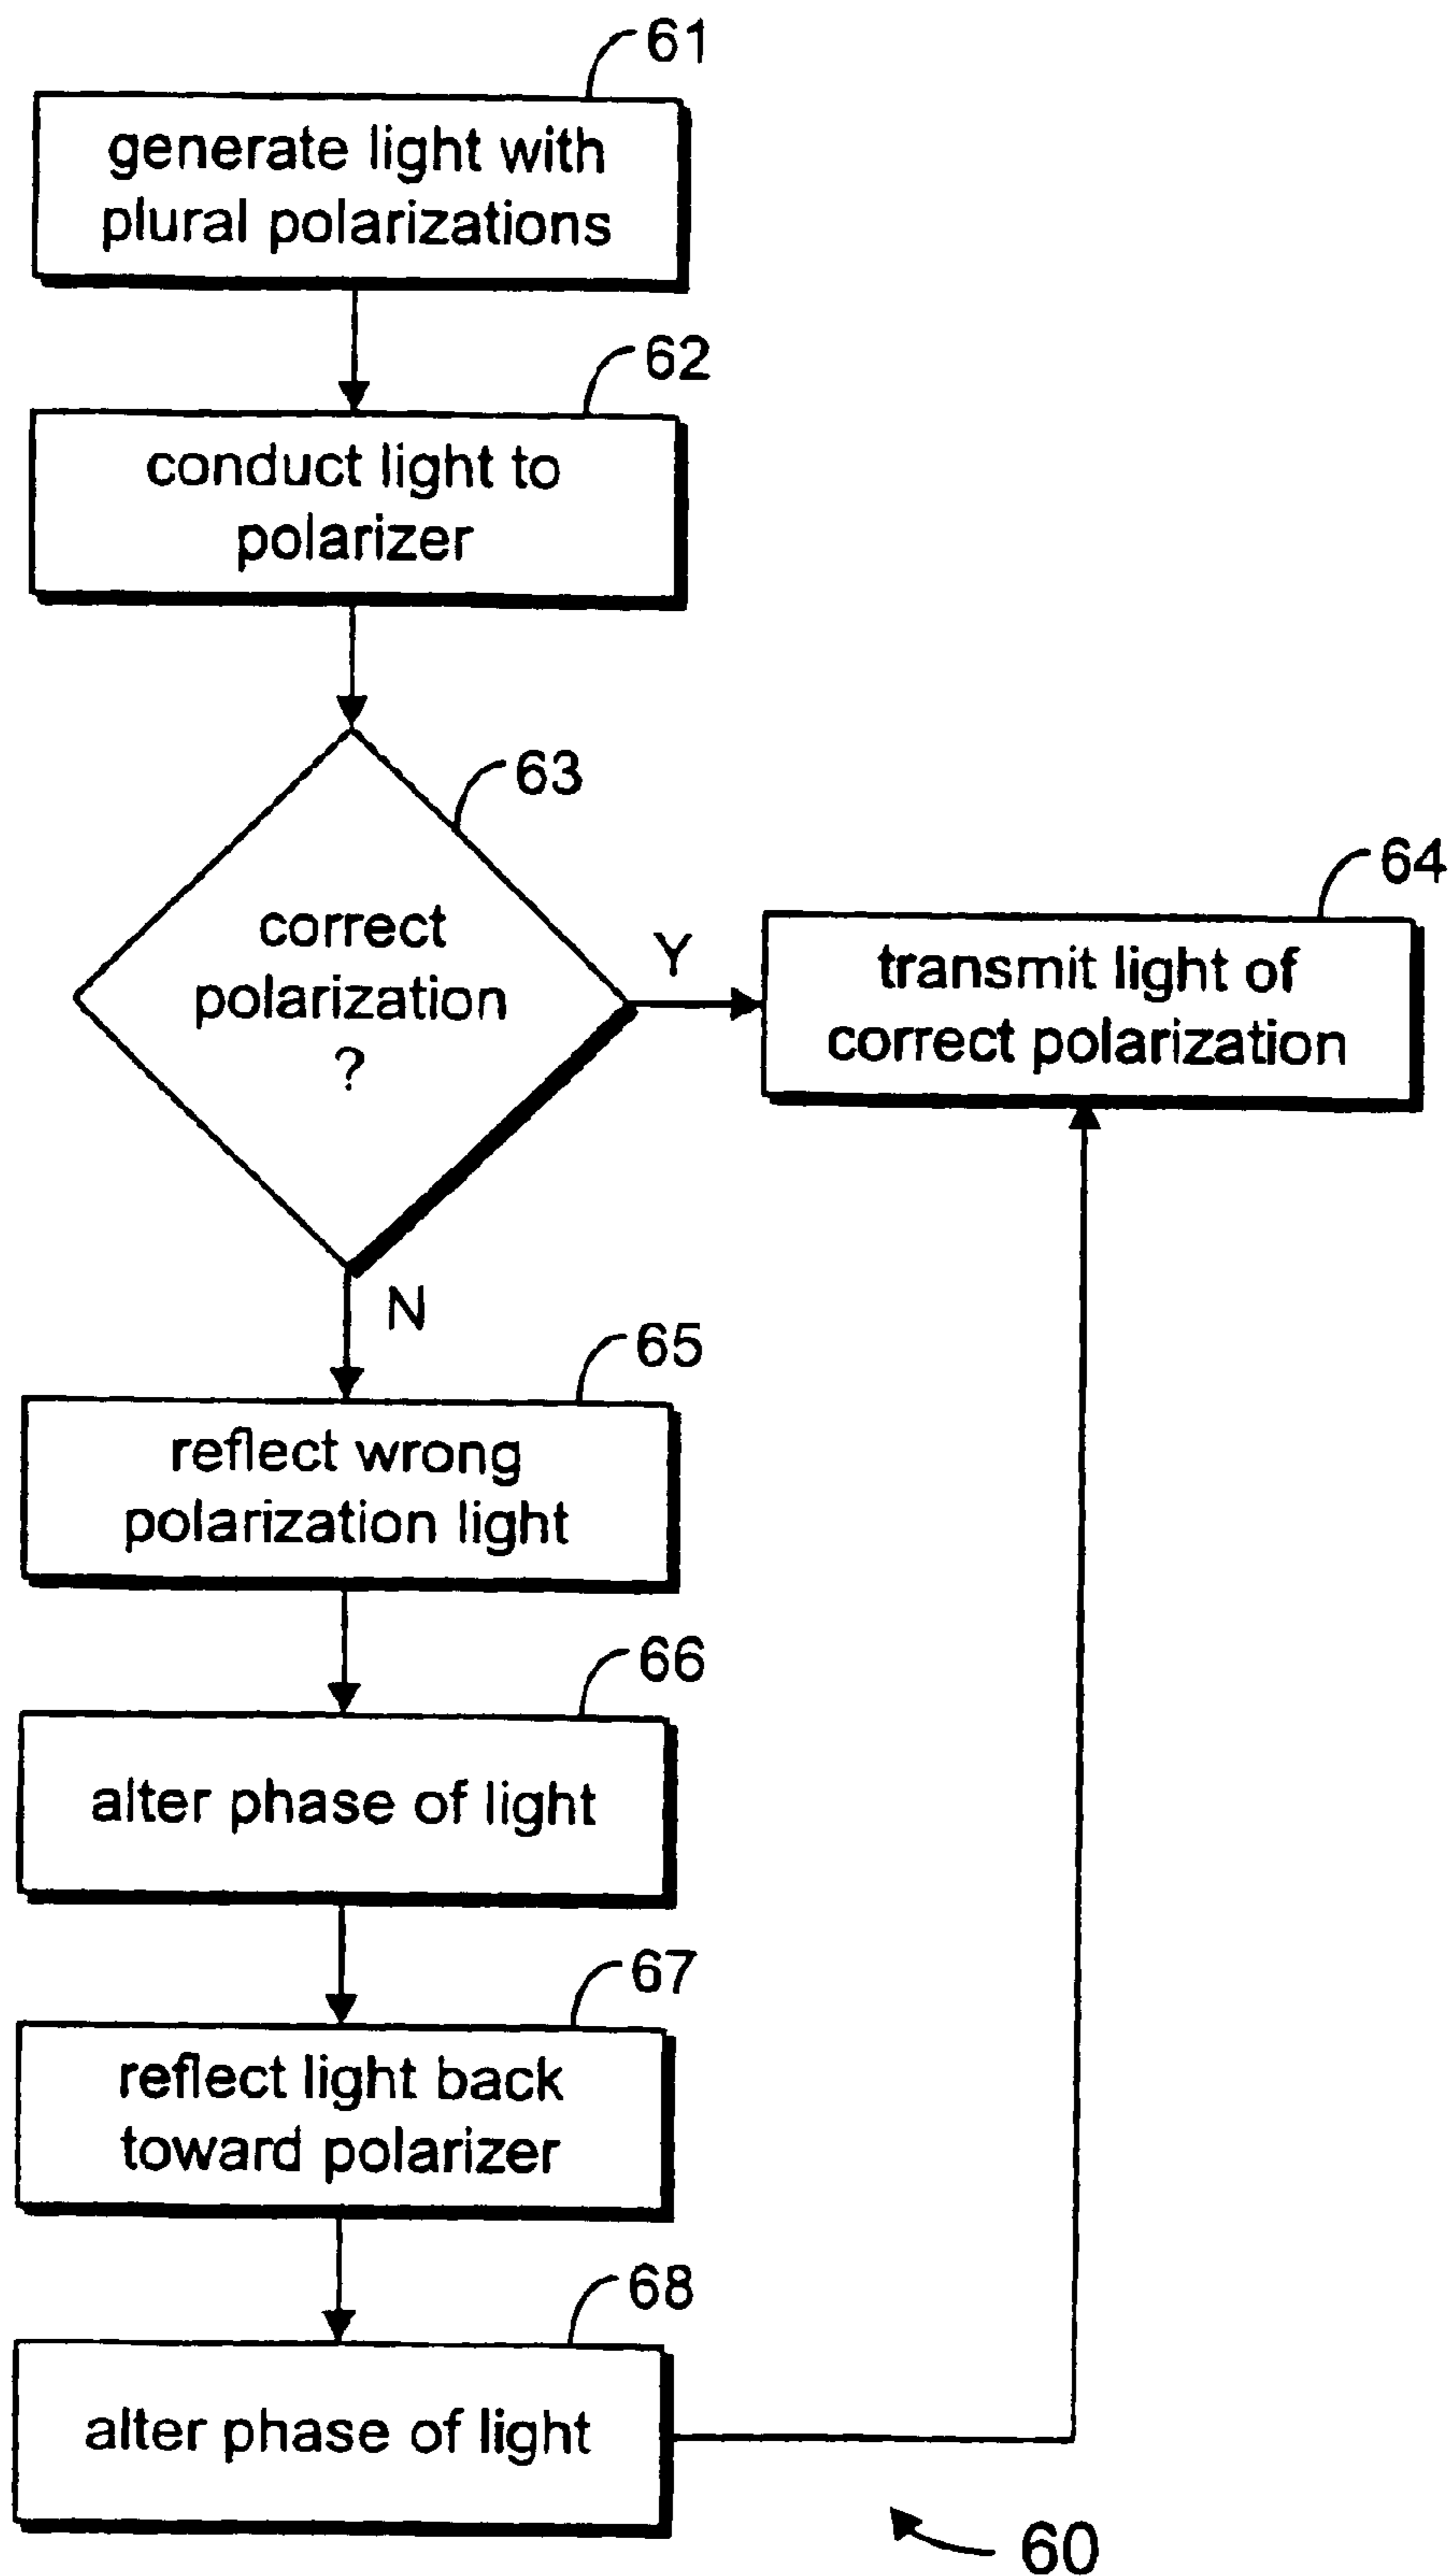 61
generate light with
plural polarizations
62
conduct light to
polarizer
63
correct
polarization
?
Y
64
transmit light of
correct polarization
N
65
reflect wrong
polarization light
66
alter phase of light
67
reflect light back
toward polarizer
68
alter phase of light
60